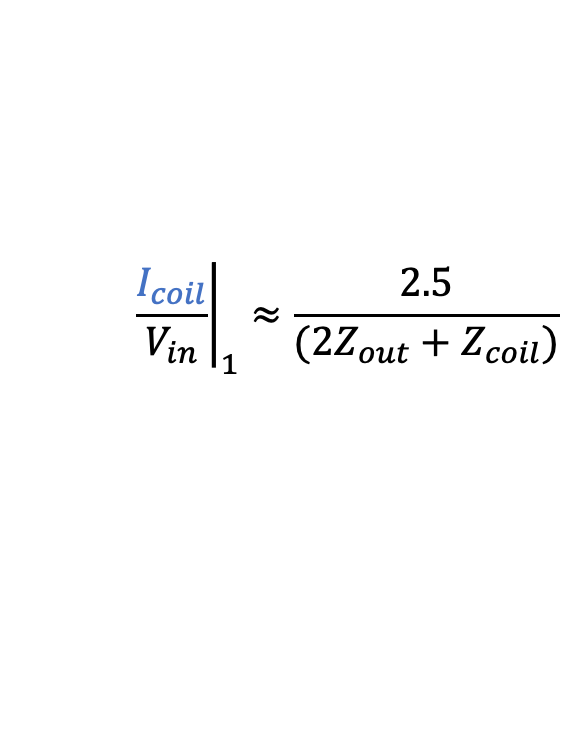 I_coil / V_in |_1 ≈ 2.5 / (2Z_out + Z_coil)